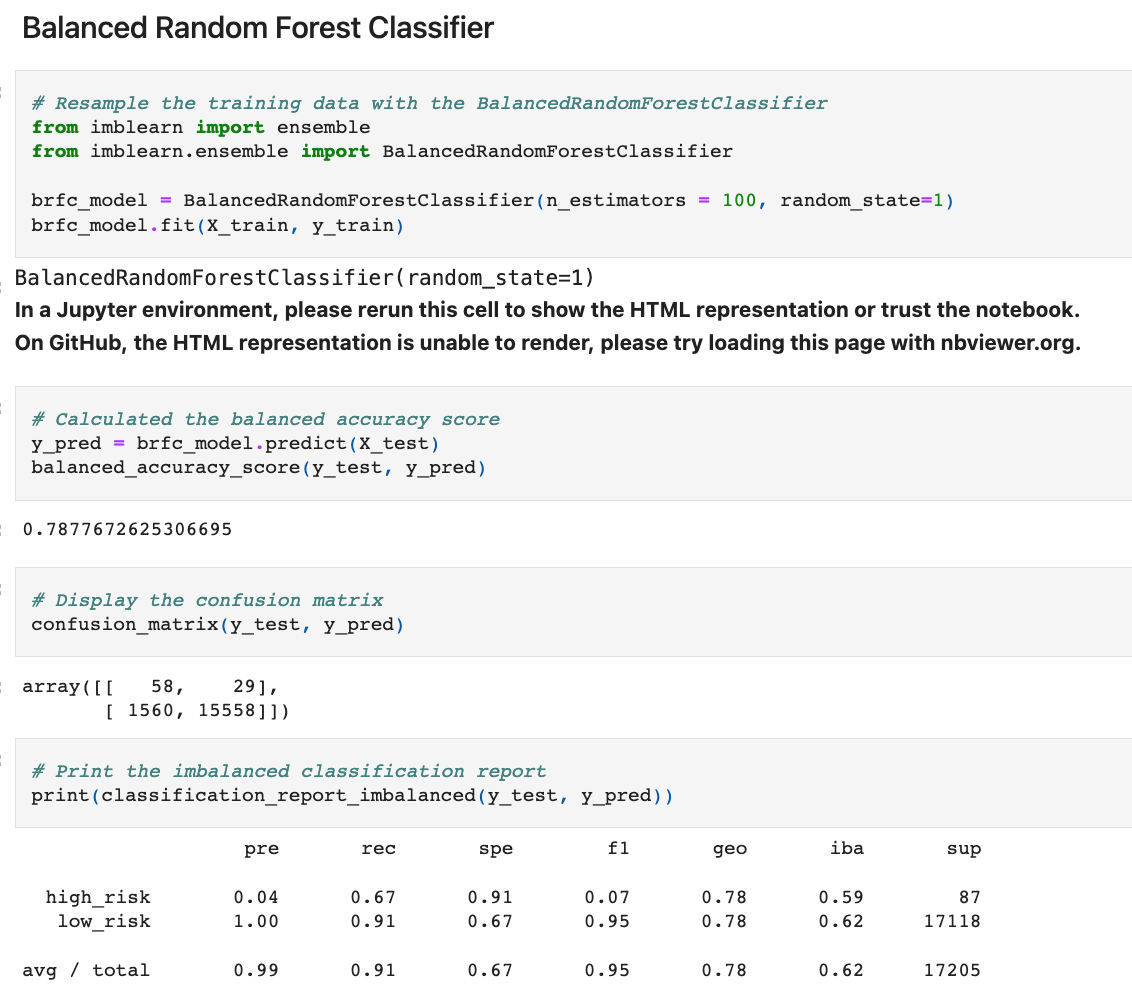 Balanced Random Forest Classifier
# Resample the training data with the BalancedRandomForestClassifier
from imblearn import ensemble
from imblearn.ensemble import BalancedRandomForestClassifier
brfc_model = BalancedRandomForestClassifier(n_estimators = 100, random_state=1)
brfc_model.fit(X_train, y_train)
BalancedRandomForestClassifier(random_state=1)
In a Jupyter environment, please rerun this cell to show the HTML representation or trust the notebook.
On GitHub, the HTML representation is unable to render, please try loading this page with nbviewer.org.
# Calculated the balanced accuracy score
y_pred = brfc_model.predict(X_test)
balanced_accuracy_score(y_test, y_pred)
0.7877672625306695
# Display the confusion matrix
confusion_matrix(y_test, y_pred)
array([[   58,    29],
       [ 1560, 15558]])
# Print the imbalanced classification report
print(classification_report_imbalanced(y_test, y_pred))
                   pre       rec       spe        f1       geo       iba       sup
  high_risk       0.04      0.67      0.91      0.07      0.78      0.59        87
   low_risk       1.00      0.91      0.67      0.95      0.78      0.62     17118
avg / total       0.99      0.91      0.67      0.95      0.78      0.62     17205